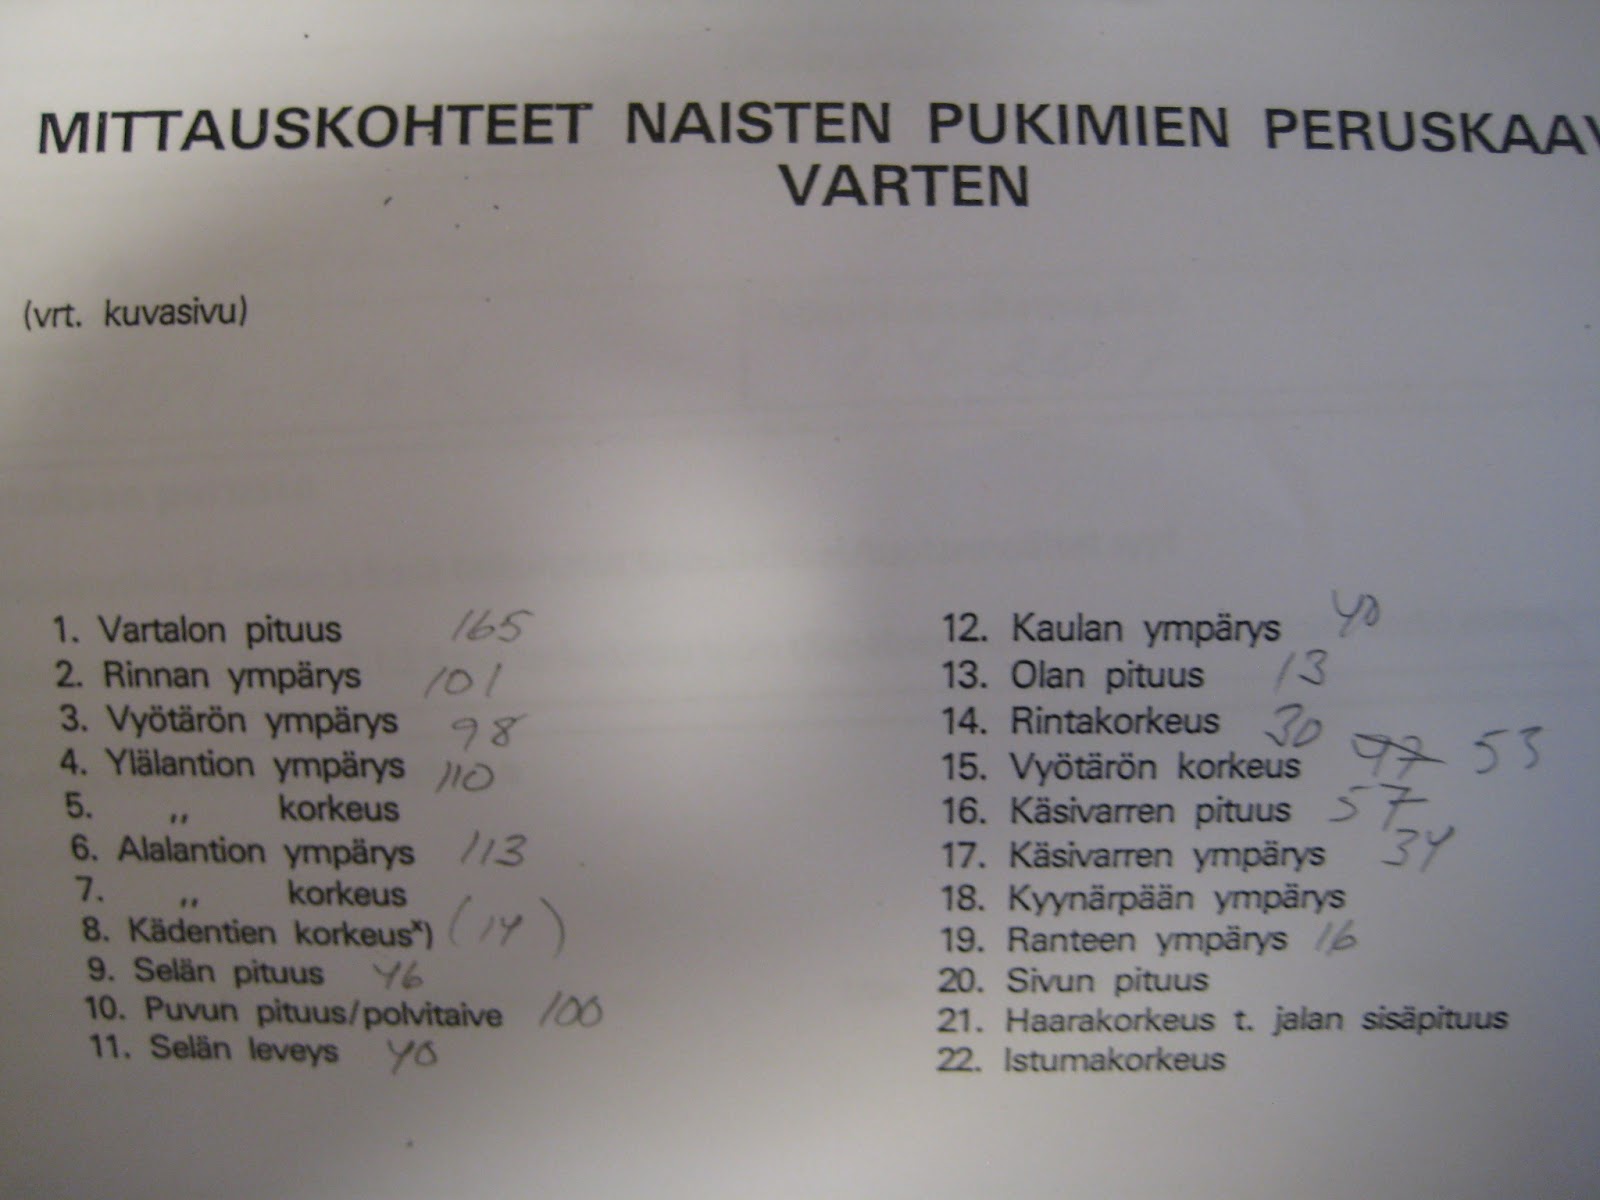 MITTAUSKOHTEET NAISTEN PUKIMIEN PERUSKAAV
VARTEN
(vrt. kuvasivu)
1. Vartalon pituus 165
2. Rinnan ympärys 101
3. Vyötärön ympärys 98
4. Ylälantion ympärys 110
5. ,, korkeus
6. Alalantion ympärys 113
7. ,, korkeus
8. Kädentien korkeusx) (14)
9. Selän pituus 46
10. Puvun pituus/polvitaive 100
11. Selän leveys 40
12. Kaulan ympärys 40
13. Olan pituus 13
14. Rintakorkeus 30
15. Vyötärön korkeus 47 53
16. Käsivarren pituus 57
17. Käsivarren ympärys 34
18. Kyynärpään ympärys
19. Ranteen ympärys 16
20. Sivun pituus
21. Haarakorkeus t. jalan sisäpituus
22. Istumakorkeus